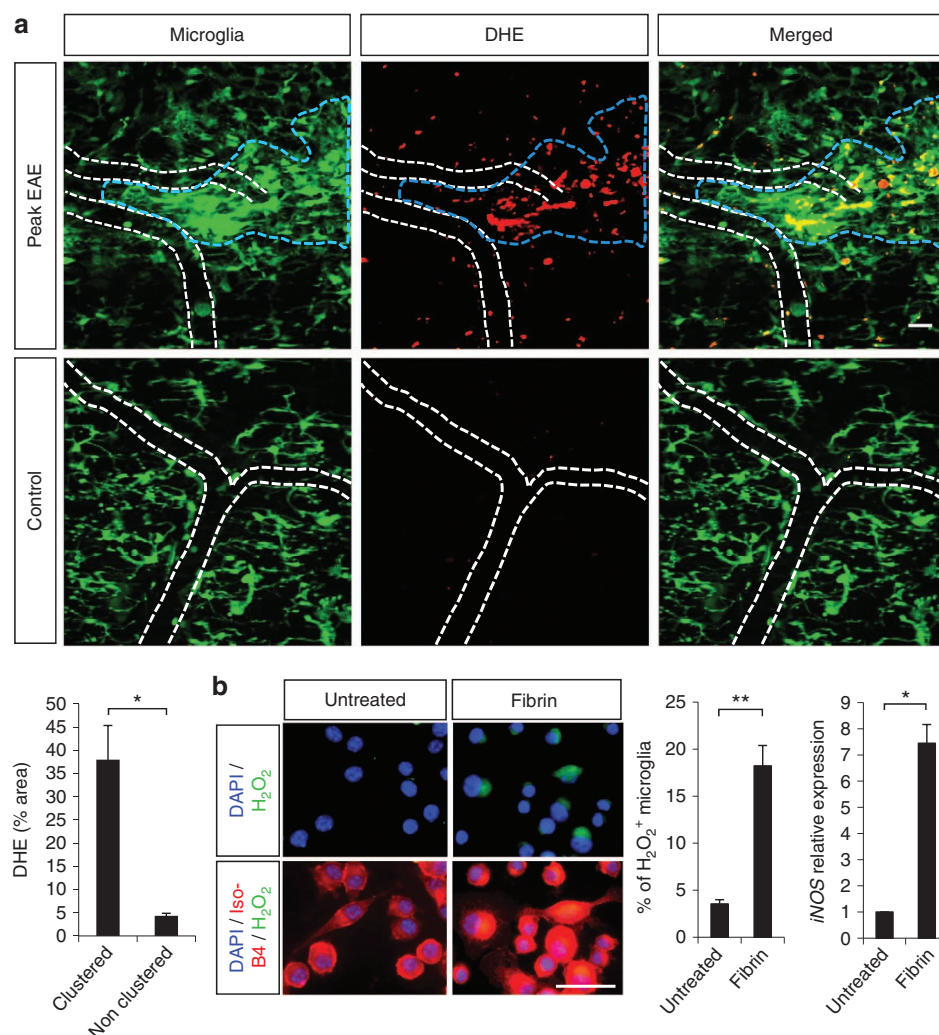 a
Microglia
DHE
Merged
Peak EAE
Control
DHE (% area)
50
45
40
35
30
25
20
15
10
5
0
*
Clustered
Non clustered
b
Untreated
Fibrin
DAPI /
H₂O₂
DAPI / Iso-
B4 / H₂O₂
% of H₂O₂⁺ microglia
25
20
15
10
5
0
**
Untreated
Fibrin
iNOS relative expression
9
8
7
6
5
4
3
2
1
0
*
Untreated
Fibrin